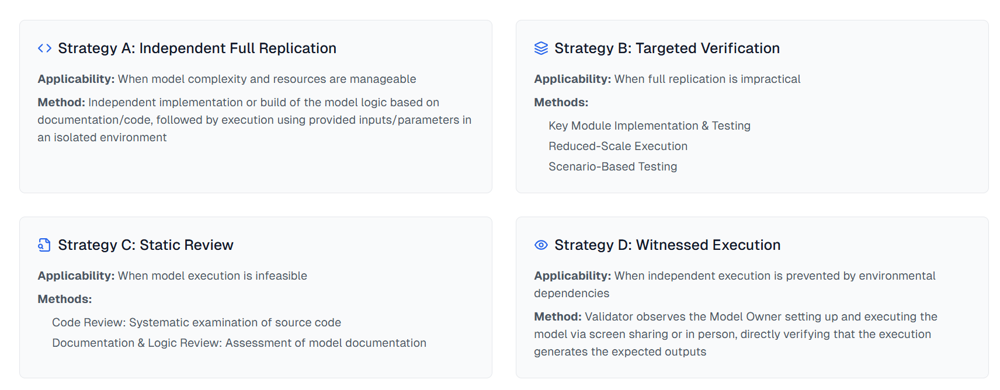 Strategy A: Independent Full Replication
Applicability: When model complexity and resources are manageable
Method: Independent implementation or build of the model logic based on
documentation/code, followed by execution using provided inputs/parameters in
an isolated environment
Strategy B: Targeted Verification
Applicability: When full replication is impractical
Methods:
Key Module Implementation & Testing
Reduced-Scale Execution
Scenario-Based Testing
Strategy C: Static Review
Applicability: When model execution is infeasible
Methods:
Code Review: Systematic examination of source code
Documentation & Logic Review: Assessment of model documentation
Strategy D: Witnessed Execution
Applicability: When independent execution is prevented by environmental
dependencies
Method: Validator observes the Model Owner setting up and executing the
model via screen sharing or in person, directly verifying that the execution
generates the expected outputs